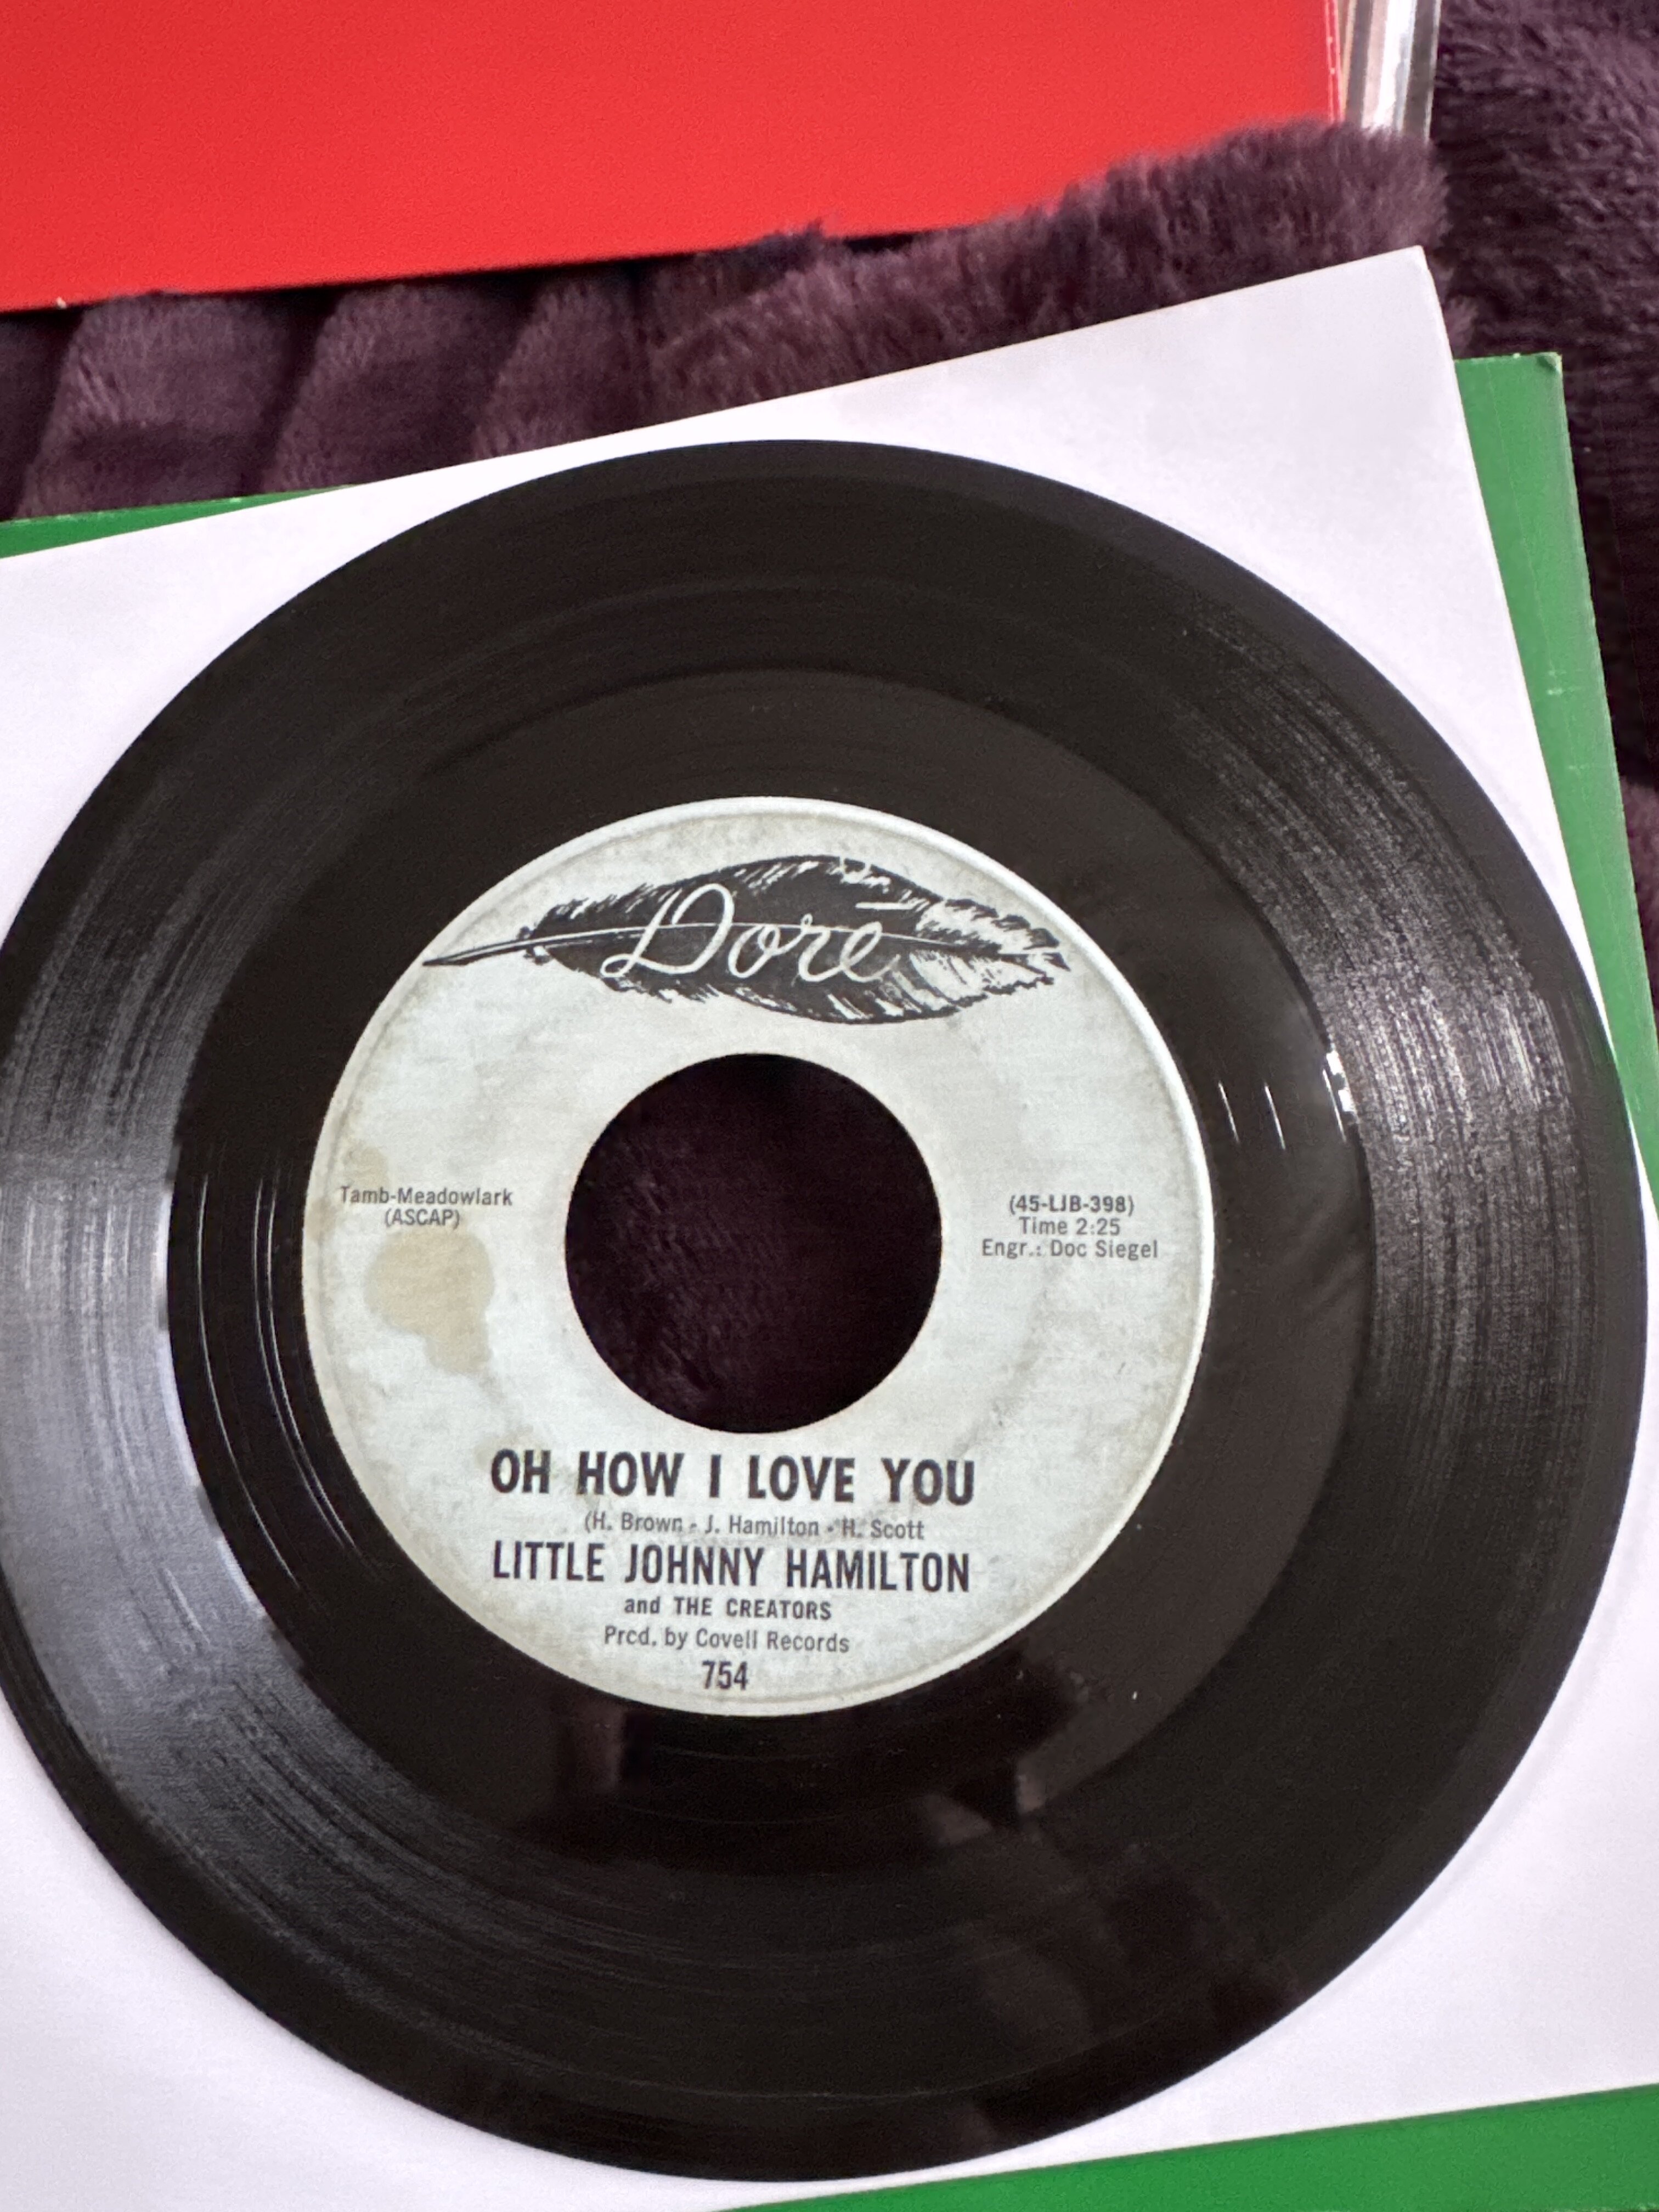 Doré
Tamb-Meadowlark
(ASCAP)
(45-LJB-398)
Time 2:25
Engr.: Doc Siegel
OH HOW I LOVE YOU
(H. Brown - J. Hamilton - H. Scott
LITTLE JOHNNY HAMILTON
and THE CREATORS
Prcd. by Covell Records
754